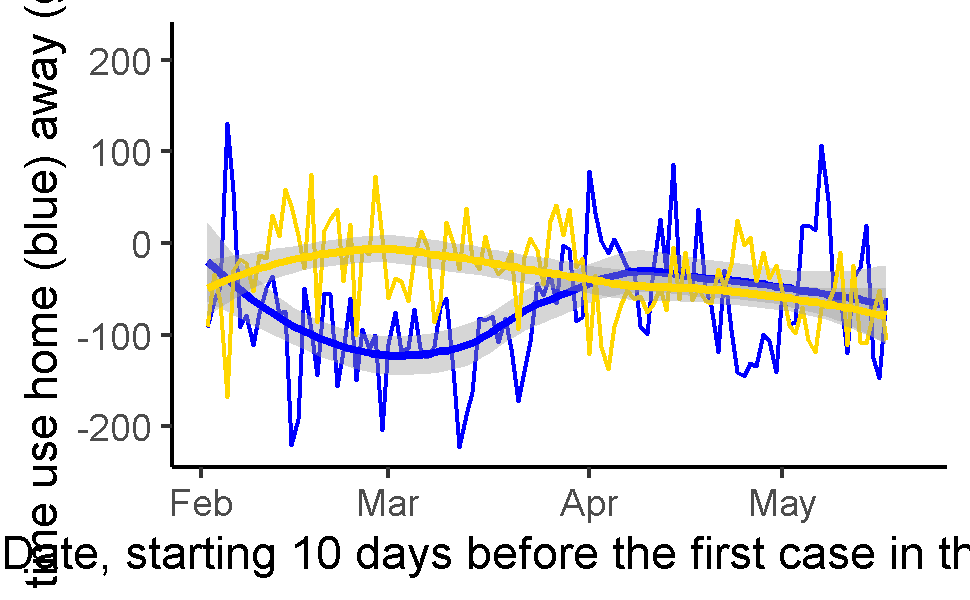 time use home (blue) away (
200
100
0
-100
-200
Feb
Mar
Apr
May
Date, starting 10 days before the first case in th